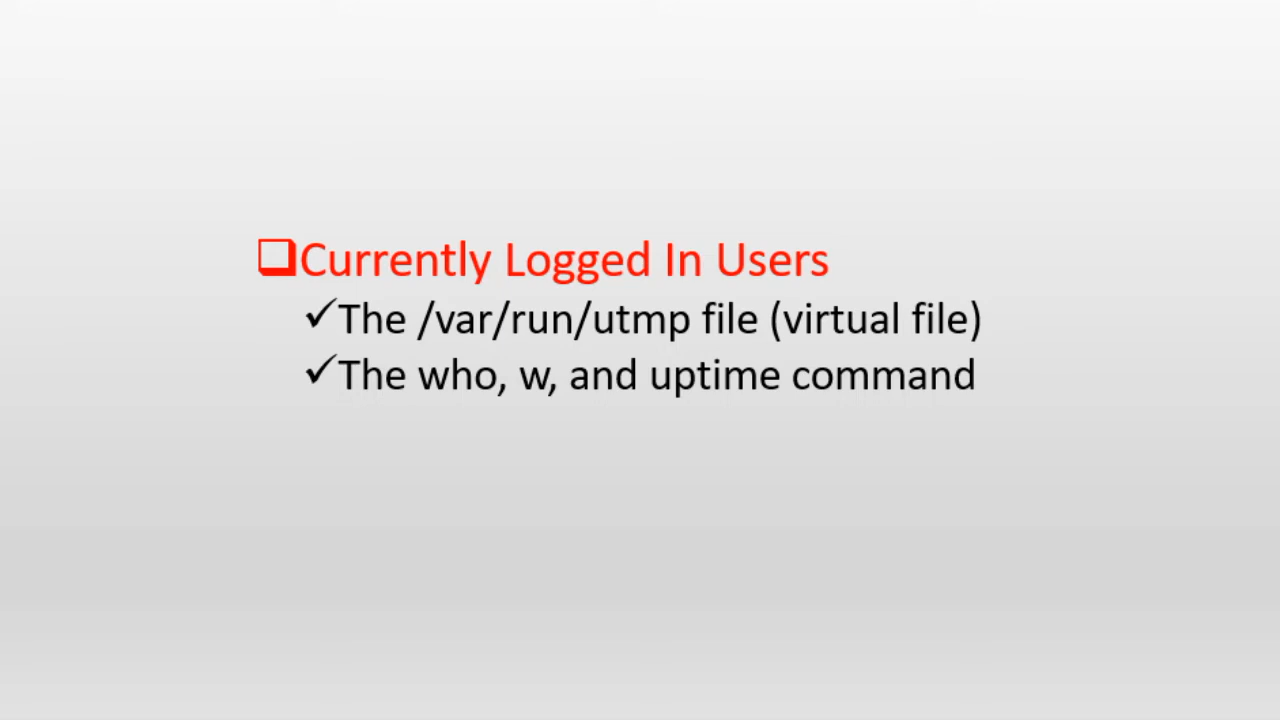 ❑Currently Logged In Users
✓The /var/run/utmp file (virtual file)
✓The who, w, and uptime command